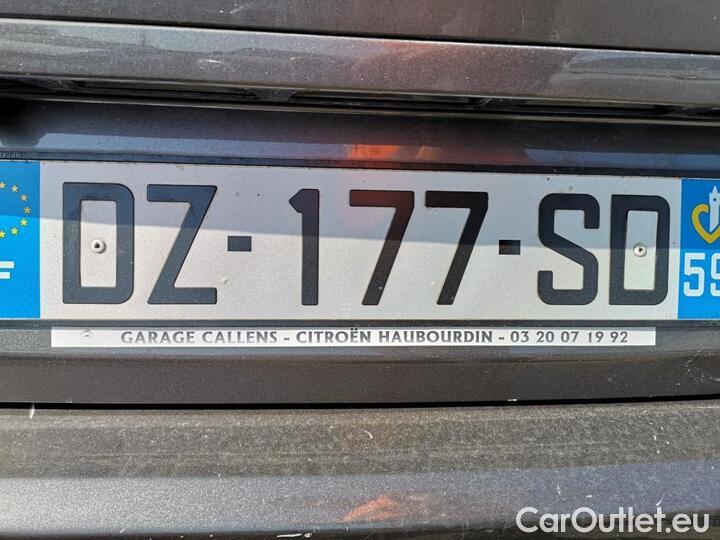 F
DZ-177-SD
59
GARAGE CALLENS - CITROËN HAUBOURDIN - 03 20 07 19 92
CarOutlet.eu